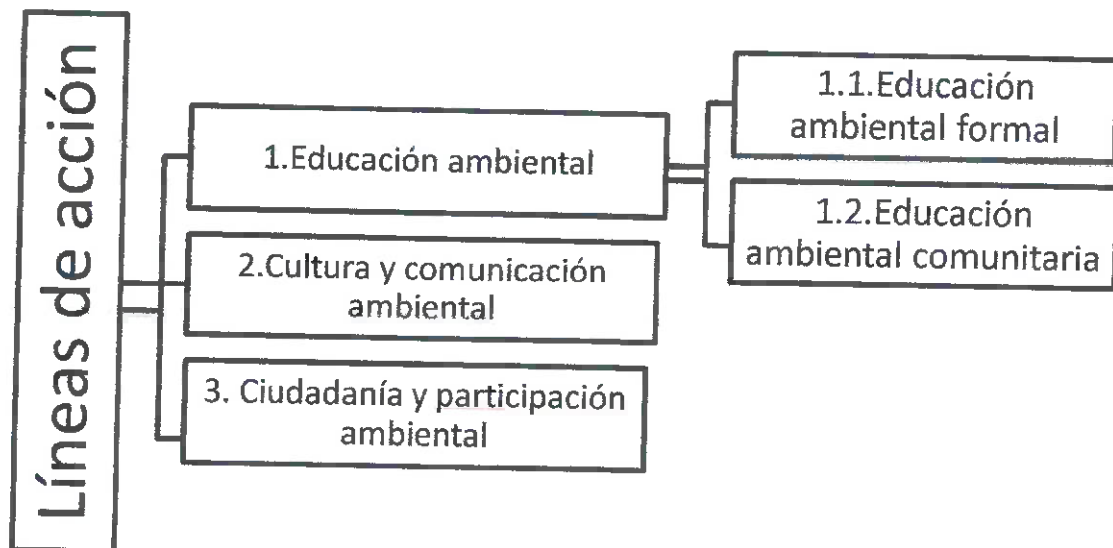 Líneas de acción
1.Educación ambiental
1.1.Educación
ambiental formal
1.2.Educación
ambiental comunitaria
2.Cultura y comunicación
ambiental
3. Ciudadanía y participación
ambiental